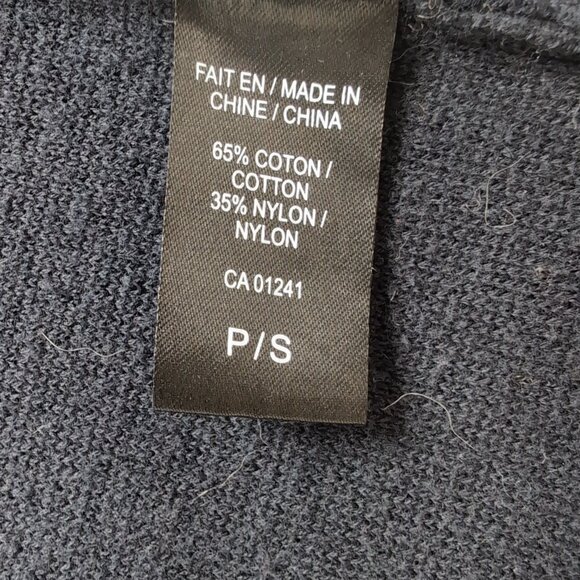 FAIT EN / MADE IN
CHINE / CHINA
65% COTON /
COTTON
35% NYLON /
NYLON
CA 01241
P / S